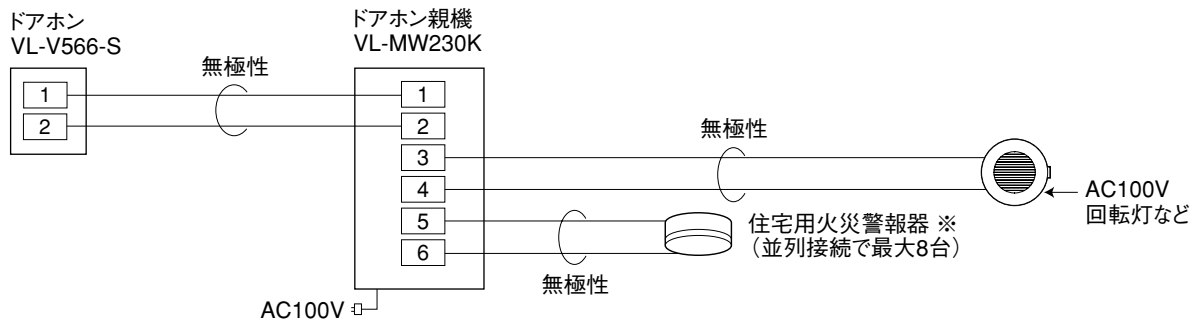 ドアホン
VL-V566-S
1
2
無極性
ドアホン親機
VL-MW230K
1
2
3
4
5
6
無極性
AC100V
回転灯など
住宅用火災警報器 ※
（並列接続で最大8台）
無極性
AC100V